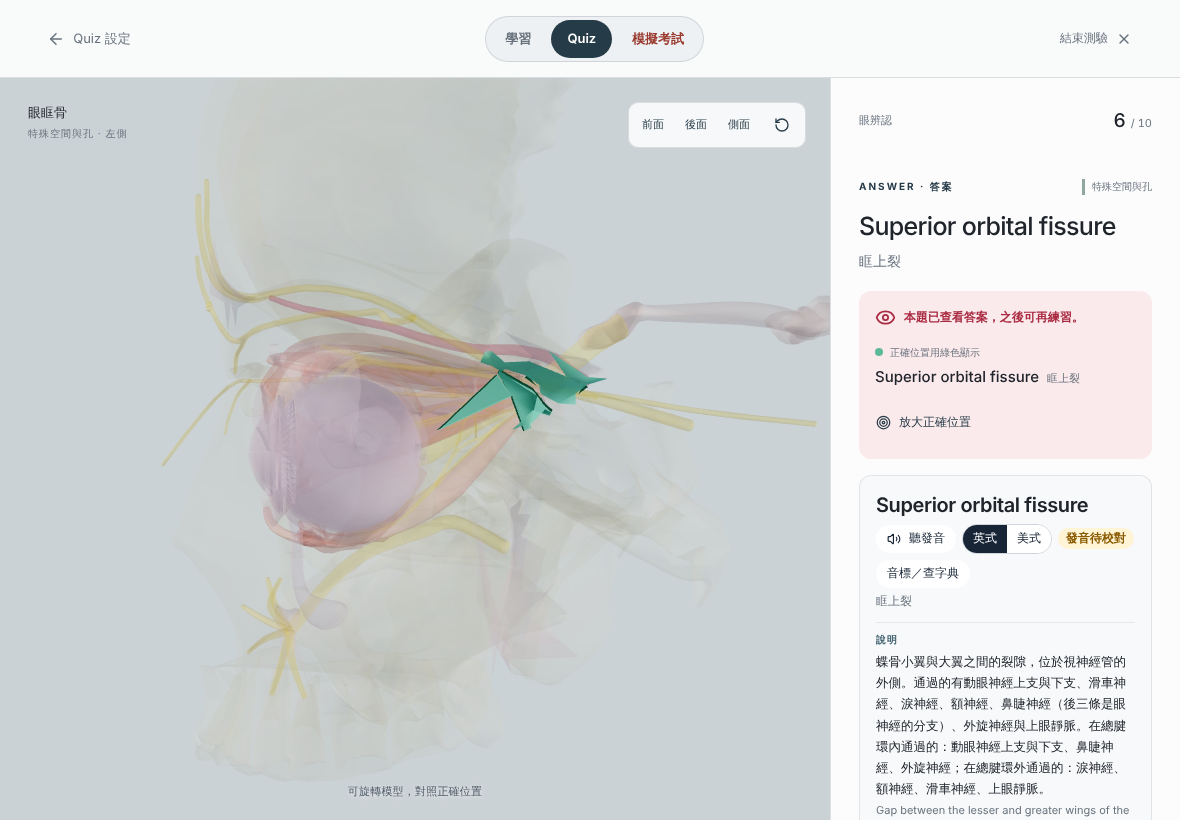 Quiz 設定
學習
Quiz
模擬考試
結束測驗
眼眶骨
特殊空間與孔 · 左側
前面
後面
側面
眼辨認
6 / 10
ANSWER · 答案
特殊空間與孔
Superior orbital fissure
眶上裂
本題已查看答案，之後可再練習。
正確位置用綠色顯示
Superior orbital fissure 眶上裂
放大正確位置
Superior orbital fissure
聽發音
英式
美式
發音待校對
音標／查字典
眶上裂
說明
蝶骨小翼與大翼之間的裂隙，位於視神經管的
外側。通過的有動眼神經上支與下支、滑車神
經、淚神經、額神經、鼻睫神經（後三條是眼
神經的分支）、外旋神經與上眼靜脈。在總腱
環內通過的：動眼神經上支與下支、鼻睫神
經、外旋神經；在總腱環外通過的：淚神經、
額神經、滑車神經、上眼靜脈。
Gap between the lesser and greater wings of the
可旋轉模型，對照正確位置